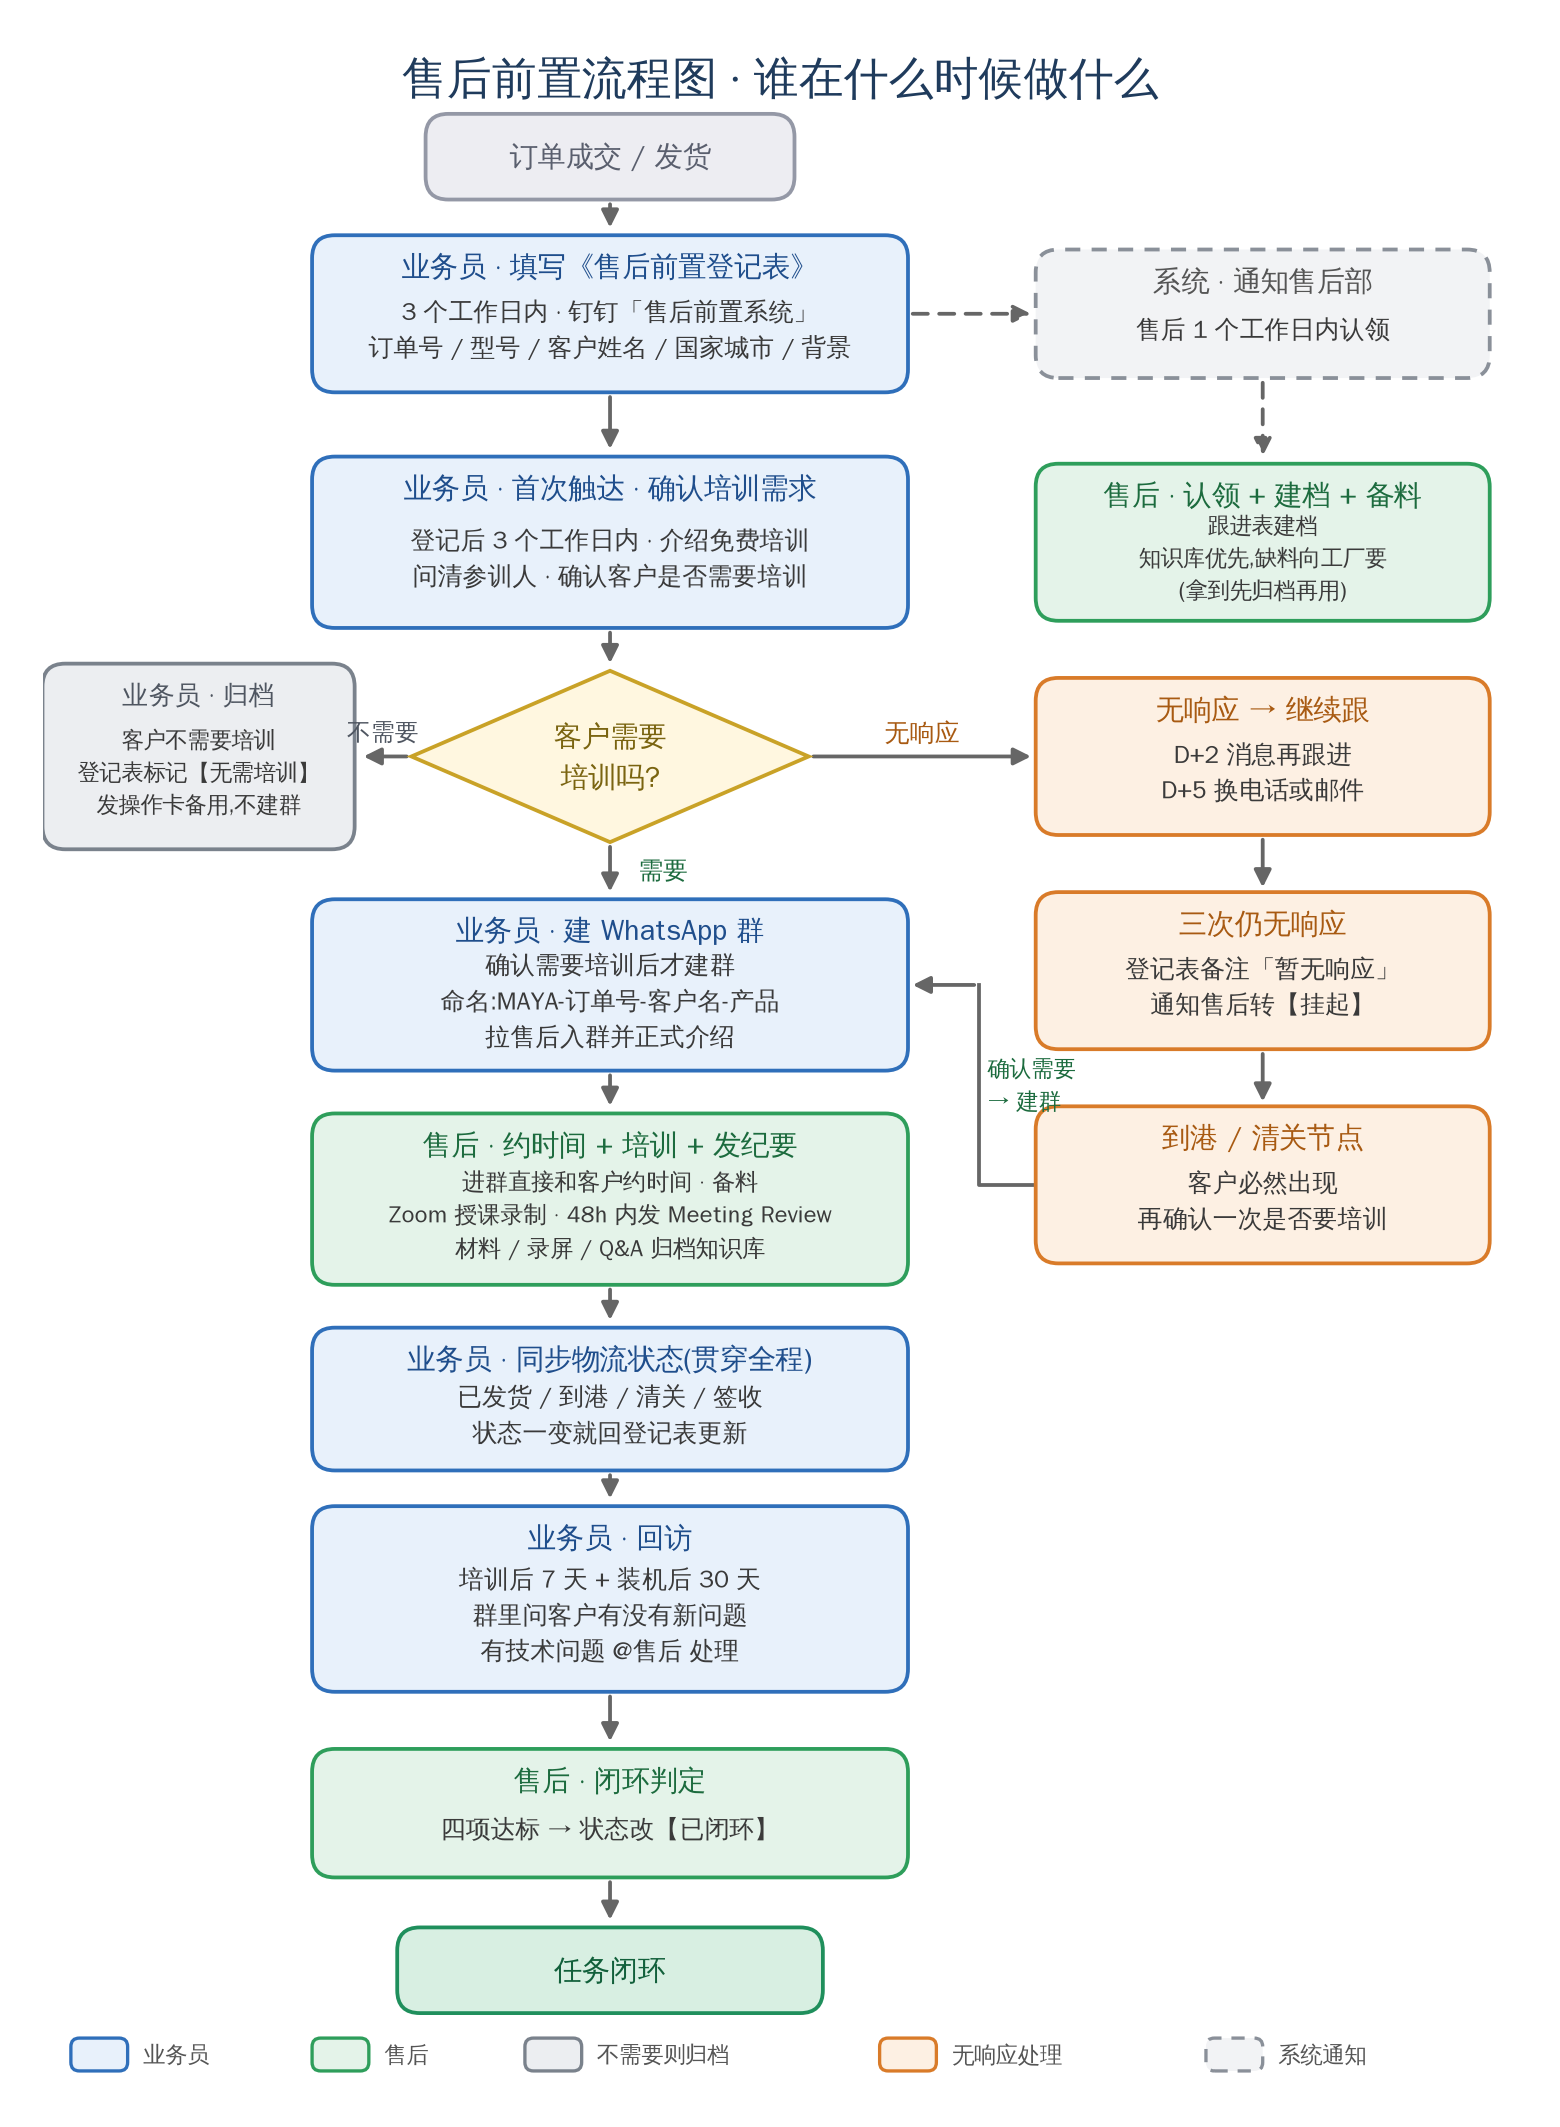 售后前置流程图 · 谁在什么时候做什么
订单成交 / 发货
业务员 · 填写《售后前置登记表》
3 个工作日内 · 钉钉「售后前置系统」
订单号 / 型号 / 客户姓名 / 国家城市 / 背景
系统 · 通知售后部
售后 1 个工作日内认领
业务员 · 首次触达 · 确认培训需求
登记后 3 个工作日内 · 介绍免费培训
问清参训人 · 确认客户是否需要培训
售后 · 认领 + 建档 + 备料
跟进表建档
知识库优先,缺料向工厂要
(拿到先归档再用)
业务员 · 归档
客户不需要培训
登记表标记【无需培训】
发操作卡备用,不建群
不需要
客户需要
培训吗?
无响应
无响应 → 继续跟
D+2 消息再跟进
D+5 换电话或邮件
需要
业务员 · 建 WhatsApp 群
确认需要培训后才建群
命名:MAYA-订单号-客户名-产品
拉售后入群并正式介绍
三次仍无响应
登记表备注「暂无响应」
通知售后转【挂起】
确认需要
→ 建群
售后 · 约时间 + 培训 + 发纪要
进群直接和客户约时间 · 备料
Zoom 授课录制 · 48h 内发 Meeting Review
材料 / 录屏 / Q&A 归档知识库
到港 / 清关节点
客户必然出现
再确认一次是否要培训
业务员 · 同步物流状态(贯穿全程)
已发货 / 到港 / 清关 / 签收
状态一变就回登记表更新
业务员 · 回访
培训后 7 天 + 装机后 30 天
群里问客户有没有新问题
有技术问题 @售后 处理
售后 · 闭环判定
四项达标 → 状态改【已闭环】
任务闭环
业务员
售后
不需要则归档
无响应处理
系统通知